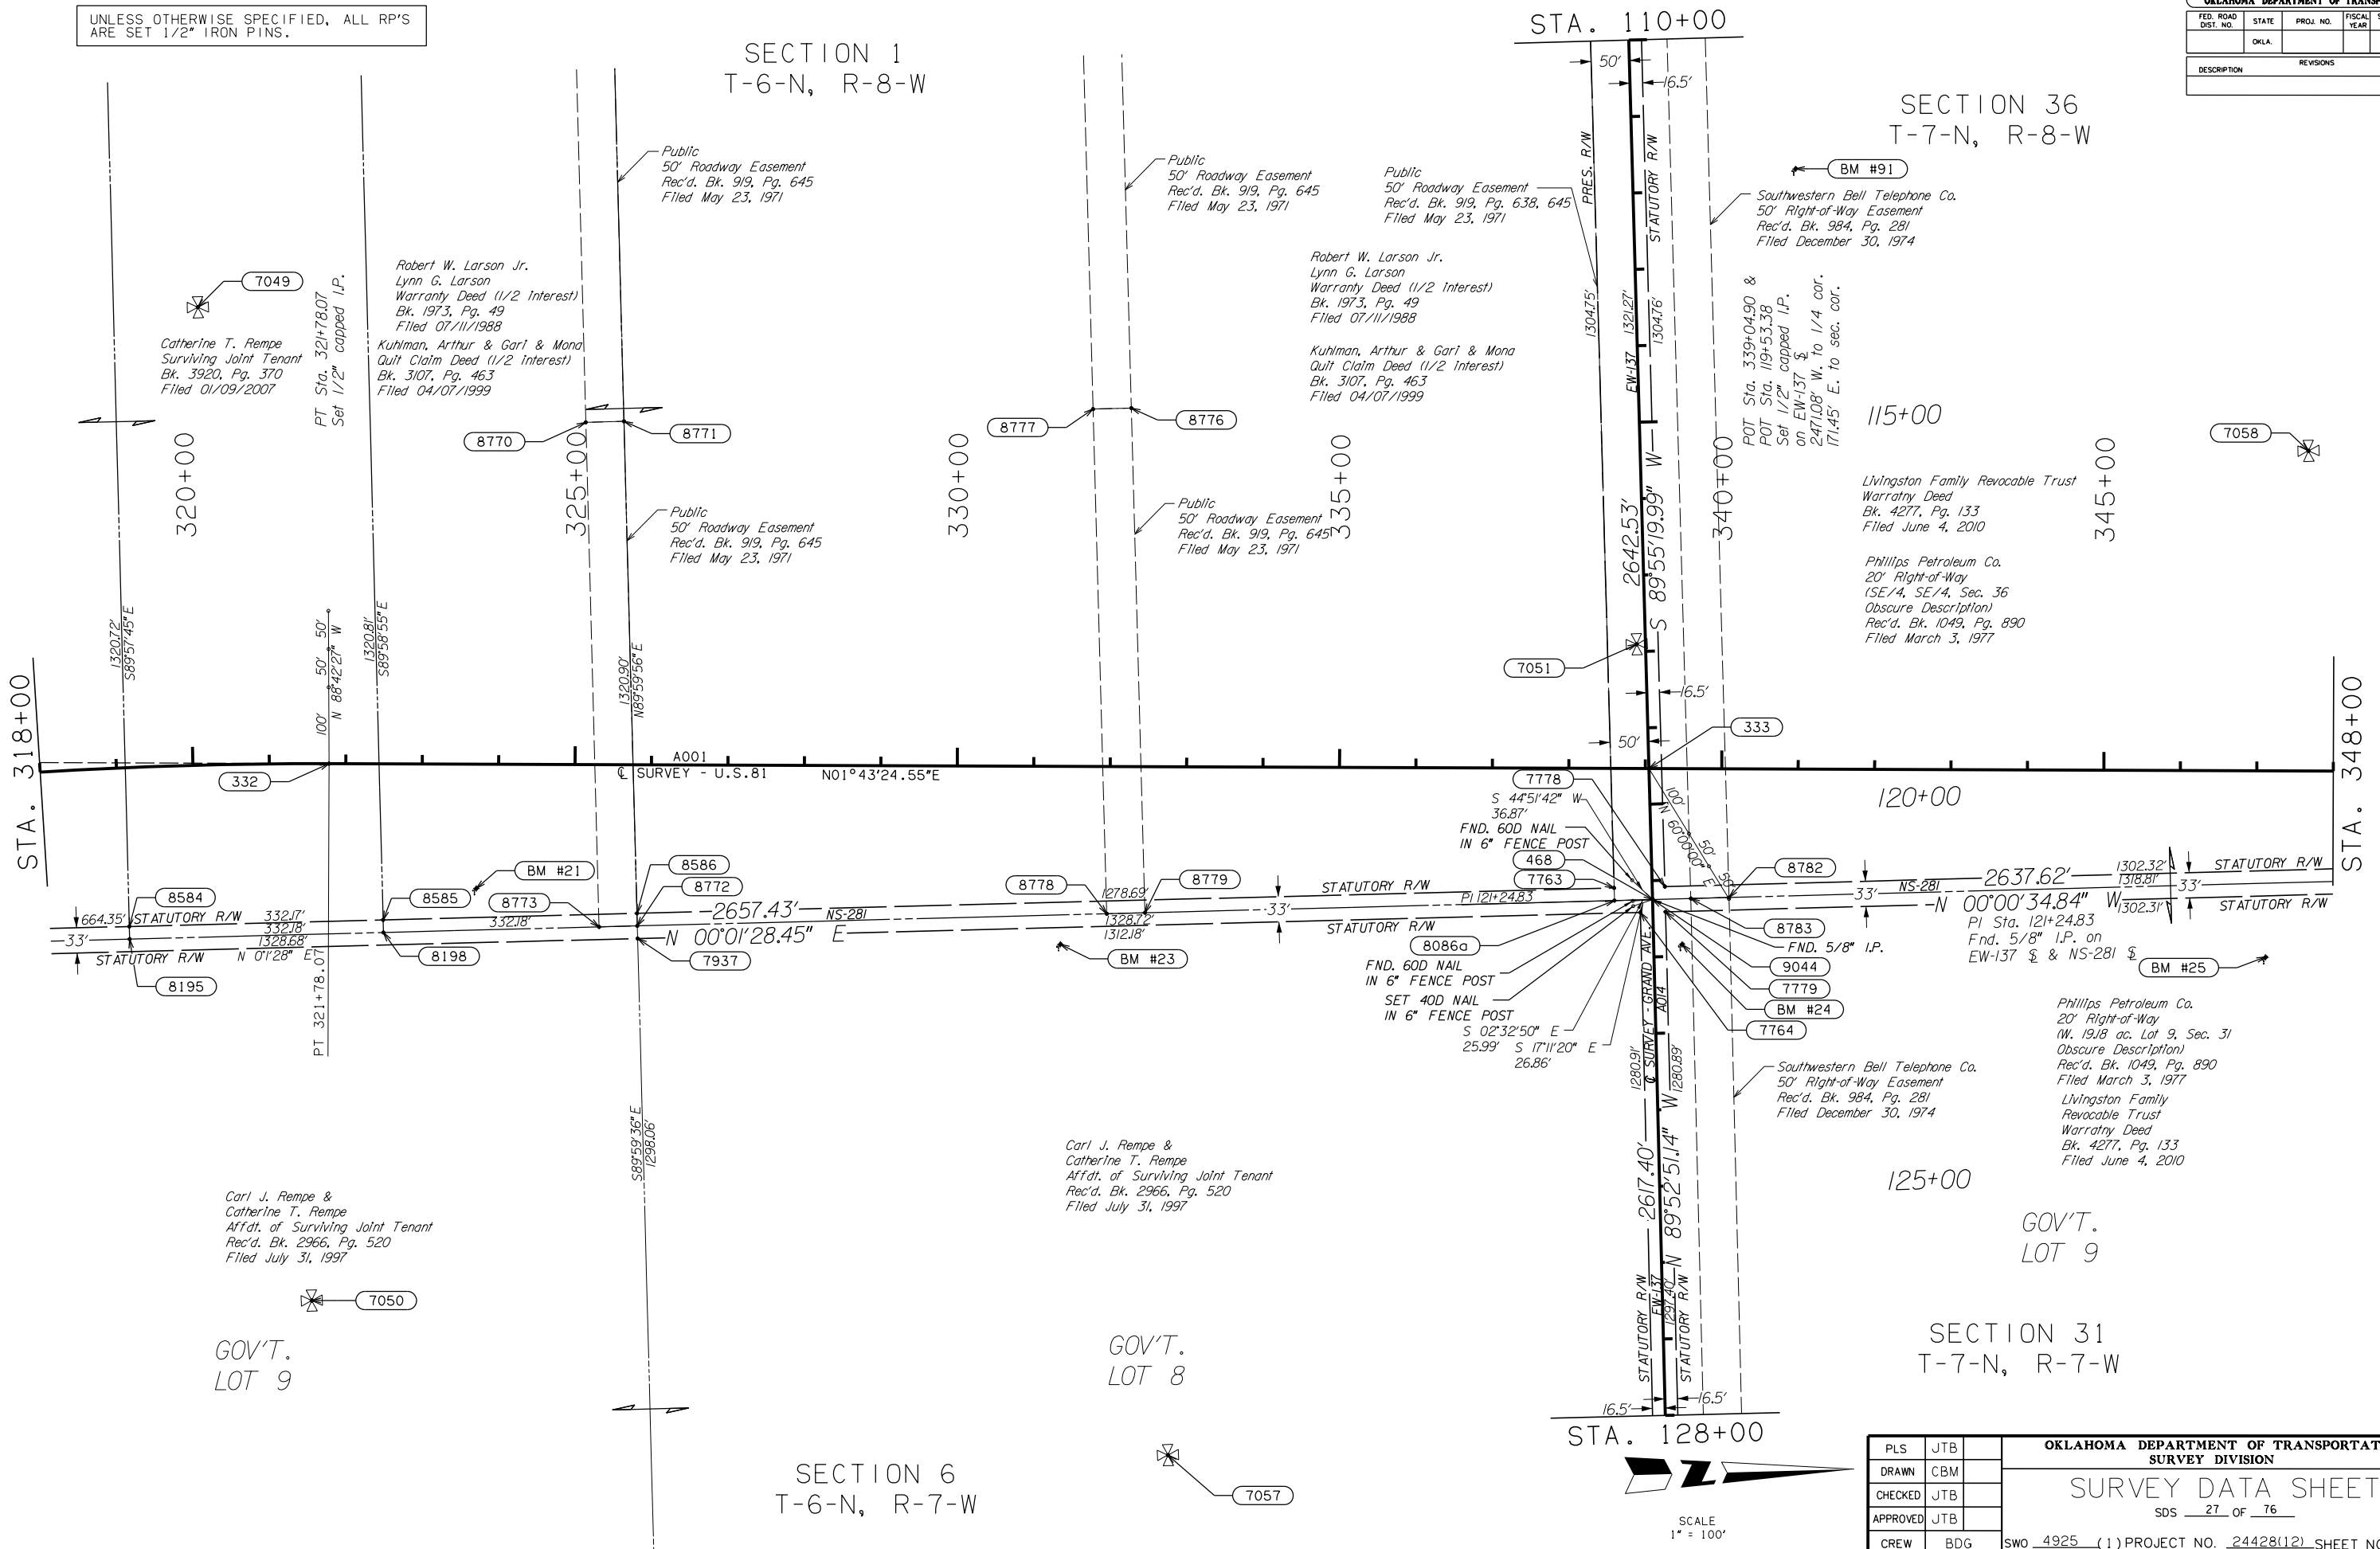 UNLESS OTHERWISE SPECIFIED, ALL RP'S
ARE SET 1/2" IRON PINS.
SECTION 1
T-6-N, R-8-W
STA. 110+00
50'
16.5'
SECTION 36
T-7-N, R-8-W
FED. ROAD
DIST. NO.
STATE
PROJ. NO.
FISCAL
YEAR
OKLA.
REVISIONS
DESCRIPTION
Public
50' Roadway Easement
Rec'd. Bk. 919, Pg. 645
Filed May 23, 1971
Public
50' Roadway Easement
Rec'd. Bk. 919, Pg. 645
Filed May 23, 1971
Public
50' Roadway Easement
Rec'd. Bk. 919, Pg. 638, 645
Filed May 23, 1971
PRES. R/W
STATUTORY R/W
BM #91
Southwestern Bell Telephone Co.
50' Right-of-Way Easement
Rec'd. Bk. 984, Pg. 281
Filed December 30, 1974
7049
Catherine T. Rempe
Surviving Joint Tenant
Bk. 3920, Pg. 370
Filed 01/09/2007
PT Sta. 321+78.07
Set 1/2" capped I.P.
Robert W. Larson Jr.
Lynn G. Larson
Warranty Deed (1/2 interest)
Bk. 1973, Pg. 49
Filed 07/11/1988
Kuhlman, Arthur & Gari & Mona
Quit Claim Deed (1/2 interest)
Bk. 3107, Pg. 463
Filed 04/07/1999
Robert W. Larson Jr.
Lynn G. Larson
Warranty Deed (1/2 interest)
Bk. 1973, Pg. 49
Filed 07/11/1988
Kuhlman, Arthur & Gari & Mona
Quit Claim Deed (1/2 interest)
Bk. 3107, Pg. 463
Filed 04/07/1999
1304.75'
1321.27'
1304.76'
EW-137
POT Sta. 339+04.90 &
POT Sta. 119+53.38
Set 1/2" capped I.P.
on EW-137 ℄
2471.08' W. to 1/4 cor.
171.45' E. to sec. cor.
115+00
8770
8771
8777
8776
7058
320+00
325+00
330+00
335+00
340+00
345+00
Public
50' Roadway Easement
Rec'd. Bk. 919, Pg. 645
Filed May 23, 1971
Public
50' Roadway Easement
Rec'd. Bk. 919, Pg. 645
Filed May 23, 1971
2642.53'
S 89°55'19.99" W
Livingston Family Revocable Trust
Warratny Deed
Bk. 4277, Pg. 133
Filed June 4, 2010
Phillips Petroleum Co.
20' Right-of-Way
(SE/4, SE/4, Sec. 36
Obscure Description)
Rec'd. Bk. 1049, Pg. 890
Filed March 3, 1977
1320.72'
S89°57'45"E
100' 50' 50'
N 88°42'27" W
1320.81'
S89°58'55"E
1320.90'
N89°59'56"E
7051
16.5'
333
50'
STA. 318+00
STA. 348+00
332
A001
℄ SURVEY - U.S.81
N01°43'24.55"E
7778
S 44°51'42" W
36.87'
FND. 60D NAIL
IN 6" FENCE POST
468
7763
100'
50'
50'
N 60°00'00" E
120+00
8584
8585
BM #21
8773
8586
8772
8778
8779
8782
664.35'
STATUTORY R/W
332.17'
332.18'
1328.68'
33'
STATUTORY R/W
N 0°1'28" E
332.18'
2657.43'
NS-281
N 00°01'28.45" E
1278.69'
1328.72'
1312.18'
33'
STATUTORY R/W
STATUTORY R/W
PI 121+24.83
33'
NS-281
2637.62'
N 00°00'34.84" W
1302.32'
1318.81'
1302.31'
33'
STATUTORY R/W
STATUTORY R/W
PI Sta. 121+24.83
Fnd. 5/8" I.P. on
EW-137 ℄ & NS-281 ℄
8195
PT 321+78.07
8198
7937
BM #23
8086a
FND. 60D NAIL
IN 6" FENCE POST
SET 40D NAIL
IN 6" FENCE POST
S 02°32'50" E
25.99'
S 17°11'20" E
26.86'
8783
FND. 5/8" I.P.
9044
7779
BM #24
7764
BM #25
℄ SURVEY - GRAND AVE.
A014
1280.91'
1280.89'
Southwestern Bell Telephone Co.
50' Right-of-Way Easement
Rec'd. Bk. 984, Pg. 281
Filed December 30, 1974
Phillips Petroleum Co.
20' Right-of-Way
(W. 19.18 ac. Lot 9, Sec. 31
Obscure Description)
Rec'd. Bk. 1049, Pg. 890
Filed March 3, 1977
Livingston Family
Revocable Trust
Warratny Deed
Bk. 4277, Pg. 133
Filed June 4, 2010
S89°59'36"E
1298.06'
Carl J. Rempe &
Catherine T. Rempe
Affdt. of Surviving Joint Tenant
Rec'd. Bk. 2966, Pg. 520
Filed July 31, 1997
Carl J. Rempe &
Catherine T. Rempe
Affdt. of Surviving Joint Tenant
Rec'd. Bk. 2966, Pg. 520
Filed July 31, 1997
2617.40'
N 89°52'51.14" W
125+00
GOV'T.
LOT 9
7050
STATUTORY R/W
EW-137
1297.40'
STATUTORY R/W
GOV'T.
LOT 9
GOV'T.
LOT 8
SECTION 31
T-7-N, R-7-W
16.5'
16.5'
STA. 128+00
SECTION 6
T-6-N, R-7-W
7057
SCALE
1" = 100'
PLS JTB
DRAWN CBM
CHECKED JTB
APPROVED JTB
CREW BDG
SURVEY DIVISION
SURVEY DATA SHEET
SDS 27 OF 76
SWO 4925 (1) PROJECT NO. 24428(12) SHEET